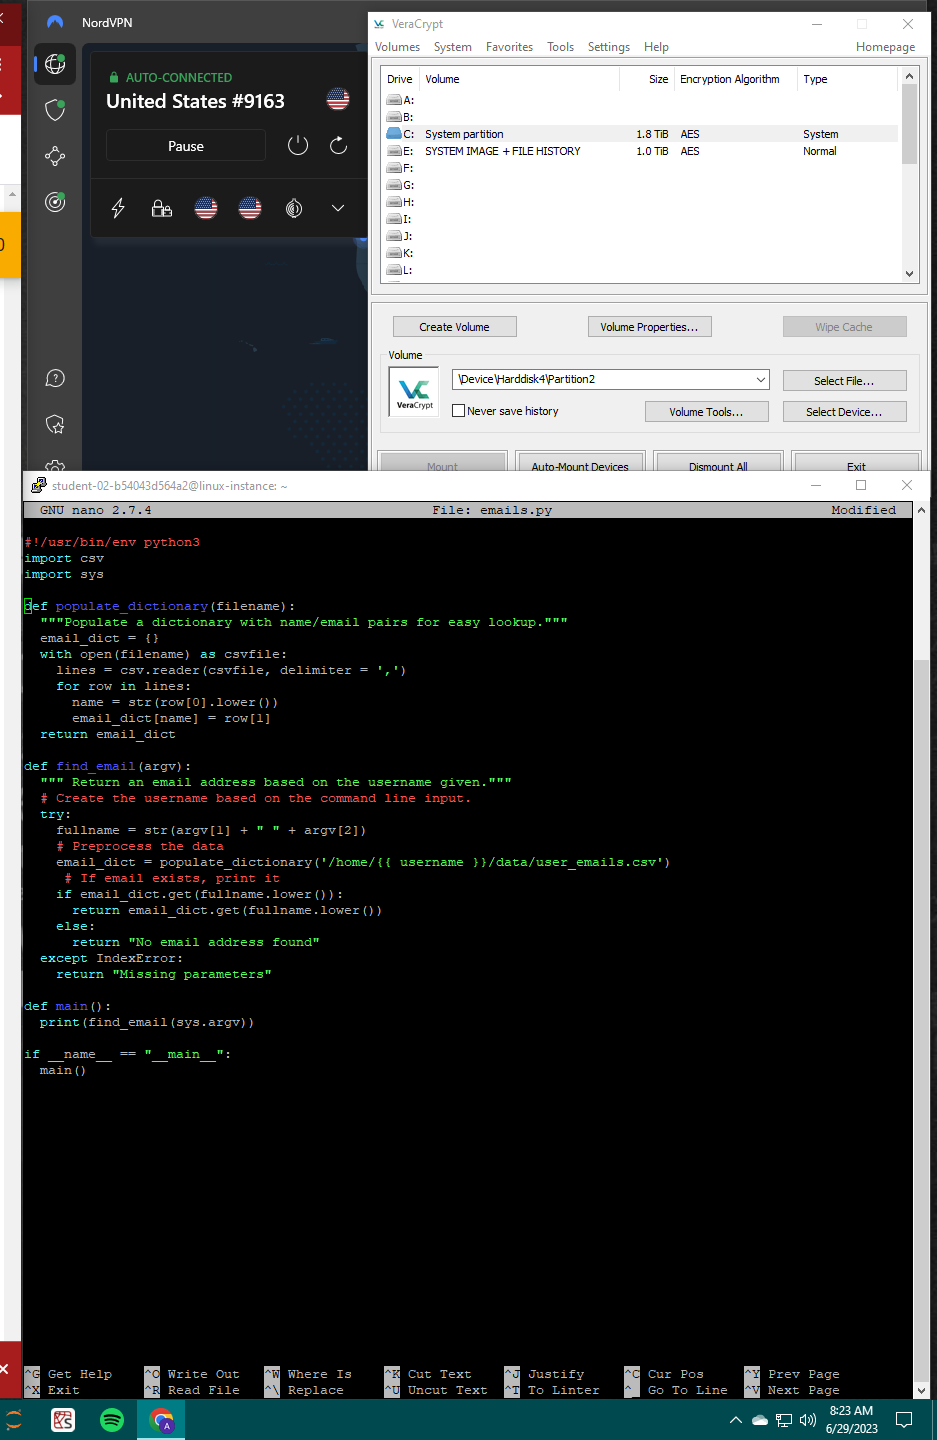 NordVPN
AUTO-CONNECTED
United States #9163
Pause
VeraCrypt
Volumes System Favorites Tools Settings Help Homepage
Drive Volume Size Encryption Algorithm Type
A:
B:
C: System partition 1.8 TiB AES System
E: SYSTEM IMAGE + FILE HISTORY 1.0 TiB AES Normal
F:
G:
H:
I:
J:
K:
L:
Create Volume Volume Properties... Wipe Cache
Volume
VeraCrypt
\Device\Harddisk4\Partition2 Select File...
Never save history Volume Tools... Select Device...
Mount Auto-Mount Devices Dismount All Exit
student-02-b54043d564a2@linux-instance: ~
GNU nano 2.7.4 File: emails.py Modified
#!/usr/bin/env python3
import csv
import sys
def populate_dictionary(filename):
"""Populate a dictionary with name/email pairs for easy lookup."""
email_dict = {}
with open(filename) as csvfile:
lines = csv.reader(csvfile, delimiter = ',')
for row in lines:
name = str(row[0].lower())
email_dict[name] = row[1]
return email_dict
def find_email(argv):
""" Return an email address based on the username given."""
# Create the username based on the command line input.
try:
fullname = str(argv[1] + " " + argv[2])
# Preprocess the data
email_dict = populate_dictionary('/home/{{ username }}/data/user_emails.csv')
# If email exists, print it
if email_dict.get(fullname.lower()):
return email_dict.get(fullname.lower())
else:
return "No email address found"
except IndexError:
return "Missing parameters"
def main():
print(find_email(sys.argv))
if __name__ == "__main__":
main()
^G Get Help ^O Write Out ^W Where Is ^K Cut Text ^J Justify ^C Cur Pos ^Y Prev Page
^X Exit ^R Read File ^\ Replace ^U Uncut Text ^T To Linter ^_ Go To Line ^V Next Page
8:23 AM
6/29/2023